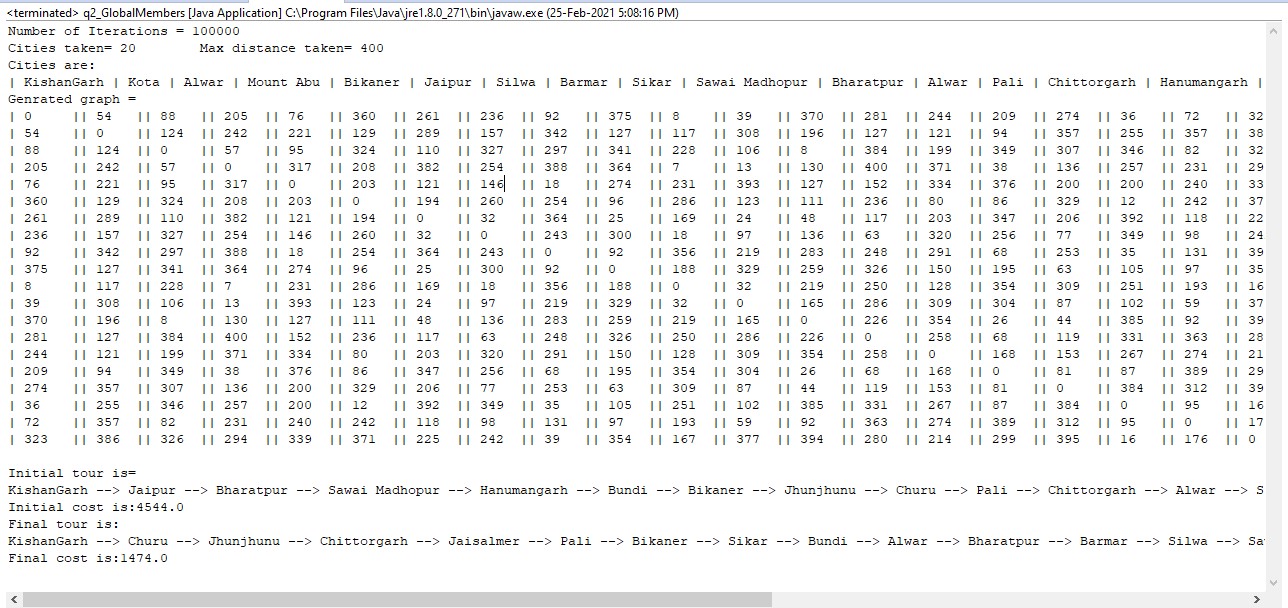 <terminated> q2_GlobalMembers [Java Application] C:\Program Files\Java\jre1.8.0_271\bin\javaw.exe (25-Feb-2021 5:08:16 PM)
Number of Iterations = 100000
Cities taken= 20        Max distance taken= 400
Cities are:
| KishanGarh | Kota | Alwar | Mount Abu | Bikaner | Jaipur | Silwa | Barmar | Sikar | Sawai Madhopur | Bharatpur | Alwar | Pali | Chittorgarh | Hanumangarh |
Genrated graph =
| 0 || 54 || 88 || 205 || 76 || 360 || 261 || 236 || 92 || 375 || 8 || 39 || 370 || 281 || 244 || 209 || 274 || 36 || 72 || 32
| 54 || 0 || 124 || 242 || 221 || 129 || 289 || 157 || 342 || 127 || 117 || 308 || 196 || 127 || 121 || 94 || 357 || 255 || 357 || 38
| 88 || 124 || 0 || 57 || 95 || 324 || 110 || 327 || 297 || 341 || 228 || 106 || 8 || 384 || 199 || 349 || 307 || 346 || 82 || 32
| 205 || 242 || 57 || 0 || 317 || 208 || 382 || 254 || 388 || 364 || 7 || 13 || 130 || 400 || 371 || 38 || 136 || 257 || 231 || 29
| 76 || 221 || 95 || 317 || 0 || 203 || 121 || 146 || 18 || 274 || 231 || 393 || 127 || 152 || 334 || 376 || 200 || 200 || 240 || 33
| 360 || 129 || 324 || 208 || 203 || 0 || 194 || 260 || 254 || 96 || 286 || 123 || 111 || 236 || 80 || 86 || 329 || 12 || 242 || 37
| 261 || 289 || 110 || 382 || 121 || 194 || 0 || 32 || 364 || 25 || 169 || 24 || 48 || 117 || 203 || 347 || 206 || 392 || 118 || 22
| 236 || 157 || 327 || 254 || 146 || 260 || 32 || 0 || 243 || 300 || 18 || 97 || 136 || 63 || 320 || 256 || 77 || 349 || 98 || 24
| 92 || 342 || 297 || 388 || 18 || 254 || 364 || 243 || 0 || 92 || 356 || 219 || 283 || 248 || 291 || 68 || 253 || 35 || 131 || 39
| 375 || 127 || 341 || 364 || 274 || 96 || 25 || 300 || 92 || 0 || 188 || 329 || 259 || 326 || 150 || 195 || 63 || 105 || 97 || 35
| 8 || 117 || 228 || 7 || 231 || 286 || 169 || 18 || 356 || 188 || 0 || 32 || 219 || 250 || 128 || 354 || 309 || 251 || 193 || 16
| 39 || 308 || 106 || 13 || 393 || 123 || 24 || 97 || 219 || 329 || 32 || 0 || 165 || 286 || 309 || 304 || 87 || 102 || 59 || 37
| 370 || 196 || 8 || 130 || 127 || 111 || 48 || 136 || 283 || 259 || 219 || 165 || 0 || 226 || 354 || 26 || 44 || 385 || 92 || 39
| 281 || 127 || 384 || 400 || 152 || 236 || 117 || 63 || 248 || 326 || 250 || 286 || 226 || 0 || 258 || 68 || 119 || 331 || 363 || 28
| 244 || 121 || 199 || 371 || 334 || 80 || 203 || 320 || 291 || 150 || 128 || 309 || 354 || 258 || 0 || 168 || 153 || 267 || 274 || 21
| 209 || 94 || 349 || 38 || 376 || 86 || 347 || 256 || 68 || 195 || 354 || 304 || 26 || 68 || 168 || 0 || 81 || 87 || 389 || 29
| 274 || 357 || 307 || 136 || 200 || 329 || 206 || 77 || 253 || 63 || 309 || 87 || 44 || 119 || 153 || 81 || 0 || 384 || 312 || 39
| 36 || 255 || 346 || 257 || 200 || 12 || 392 || 349 || 35 || 105 || 251 || 102 || 385 || 331 || 267 || 87 || 384 || 0 || 95 || 16
| 72 || 357 || 82 || 231 || 240 || 242 || 118 || 98 || 131 || 97 || 193 || 59 || 92 || 363 || 274 || 389 || 312 || 95 || 0 || 17
| 323 || 386 || 326 || 294 || 339 || 371 || 225 || 242 || 39 || 354 || 167 || 377 || 394 || 280 || 214 || 299 || 395 || 16 || 176 || 0
Initial tour is=
KishanGarh --> Jaipur --> Bharatpur --> Sawai Madhopur --> Hanumangarh --> Bundi --> Bikaner --> Jhunjhunu --> Churu --> Pali --> Chittorgarh --> Alwar --> S
Initial cost is:4544.0
Final tour is:
KishanGarh --> Churu --> Jhunjhunu --> Chittorgarh --> Jaisalmer --> Pali --> Bikaner --> Sikar --> Bundi --> Alwar --> Bharatpur --> Barmar --> Silwa --> Sa
Final cost is:1474.0